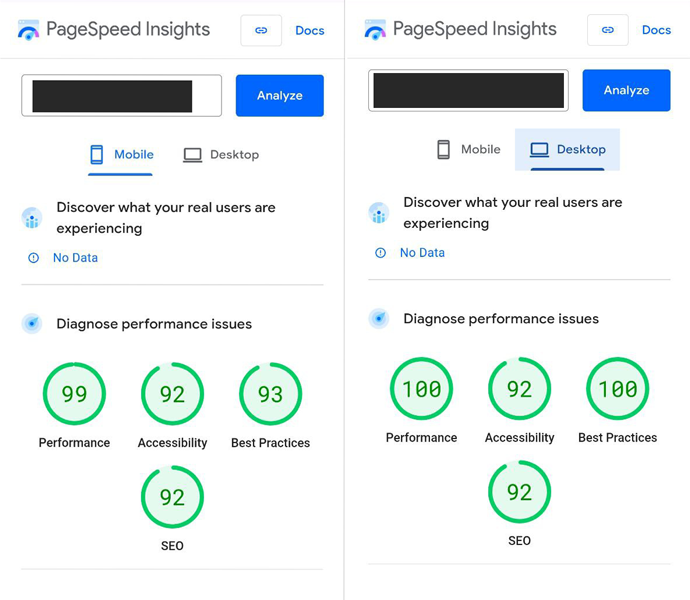 PageSpeed Insights
Docs
Analyze
Mobile
Desktop
Discover what your real users are
experiencing
No Data
Diagnose performance issues
99
92
93
Performance
Accessibility
Best Practices
92
SEO
PageSpeed Insights
Docs
Analyze
Mobile
Desktop
Discover what your real users are
experiencing
No Data
Diagnose performance issues
100
92
100
Performance
Accessibility
Best Practices
92
SEO